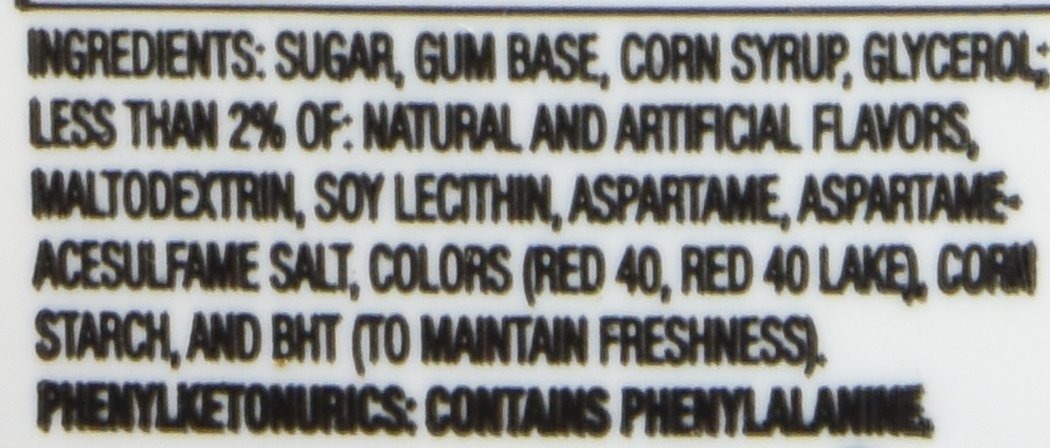 INGREDIENTS: SUGAR, GUM BASE, CORN SYRUP, GLYCEROL;
LESS THAN 2% OF: NATURAL AND ARTIFICIAL FLAVORS,
MALTODEXTRIN, SOY LECITHIN, ASPARTAME, ASPARTAME-
ACESULFAME SALT, COLORS (RED 40, RED 40 LAKE), CORN
STARCH, AND BHT (TO MAINTAIN FRESHNESS).
PHENYLKETONURICS: CONTAINS PHENYLALANINE.